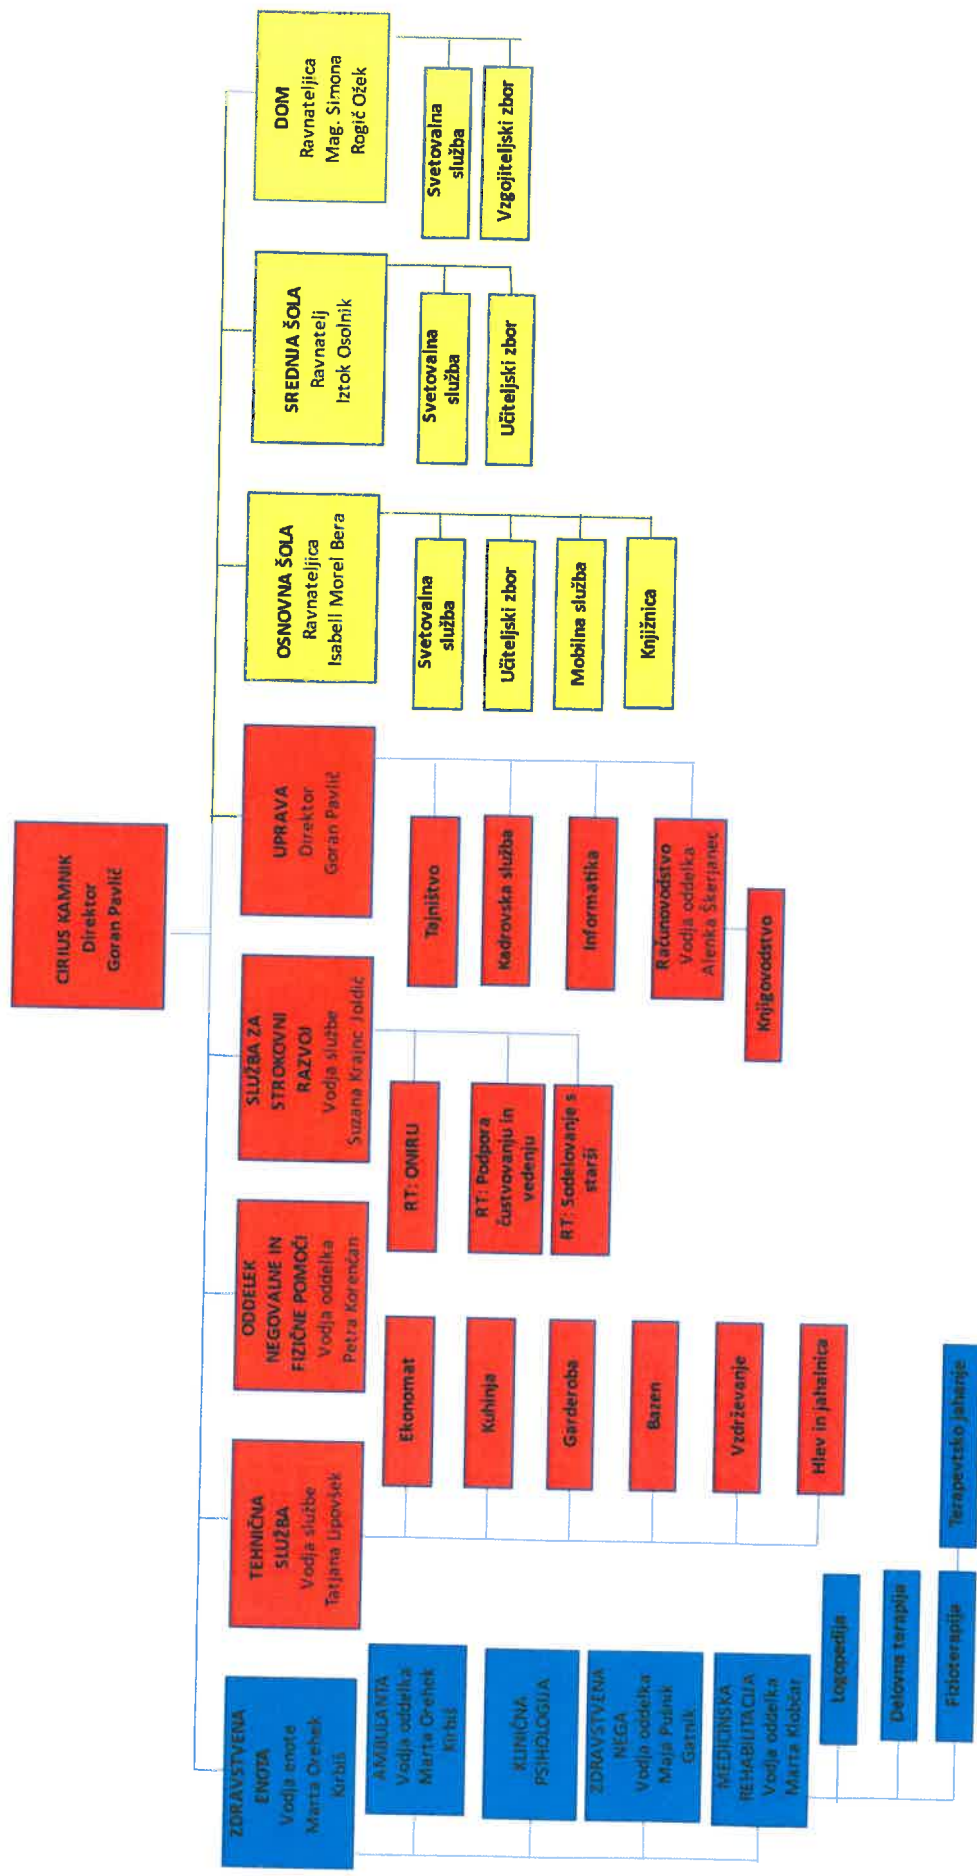 CIRIUS KAMNIK
Direktor
Goran Pavlič
ZDRAVSTVENA
ENOTA
Vodja enote
Marta Orehek
Kirbiš
AMBULANTA
Vodja oddelka
Marta Orehek
Kirbiš
KLINIČNA
PSIHOLOGIJA
ZDRAVSTVENA
NEGA
Vodja oddelka
Maja Pušnik
MEDICINSKA
REHABILITACIJA
Vodja oddelka
Marta Klobčar
Logopedija
Delovna terapija
Fizioterapija
Terapevtsko jahanje
TEHNIČNA
SLUŽBA
Vodja službe
Tatjana Lipovšek
Ekonomat
Kuhinja
Garderoba
Bazen
Vzdrževanje
Hlev in jahalnica
ODDELEK
NEGOVALNE IN
FIZIČNE POMOČI
Vodja oddelka
Petra Korenčan
SLUŽBA ZA
STROKOVNI
RAZVOJ
Vodja službe
Suzana Krajnc Joldić
RT: ONIRU
RT: Podpora
čustvovanju in
vedenju
RT: Sodelovanje s
starši
UPRAVA
Direktor
Goran Pavlič
Tajništvo
Kadrovska služba
Informatika
Računovodstvo
Vodja oddelka
Alenka Škerjanec
Knjigovodstvo
OSNOVNA ŠOLA
Ravnateljica
Isabell Morel Bera
Svetovalna
služba
Učiteljski zbor
Mobilna služba
Knjižnica
SREDNJA ŠOLA
Ravnatelj
Iztok Osolnik
Svetovalna
služba
Učiteljski zbor
DOM
Ravnateljica
Mag. Simona
Rogič Ožek
Svetovalna
služba
Vzgojiteljski zbor